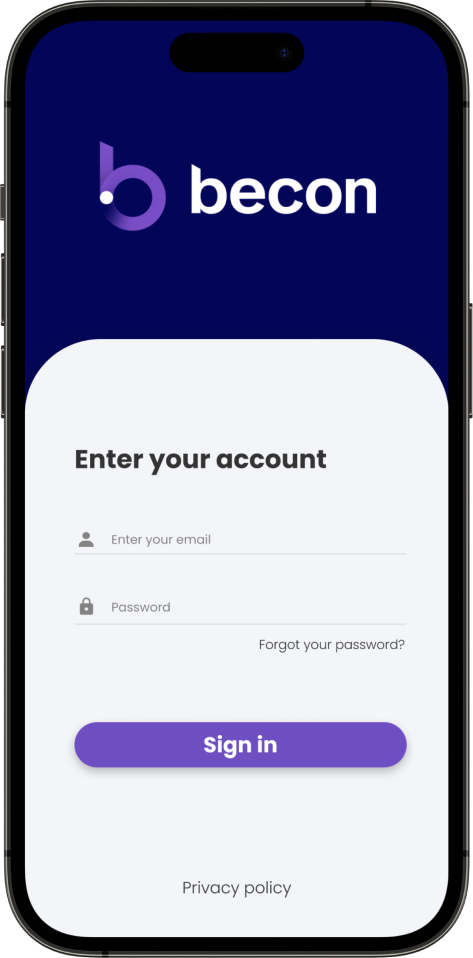 becon
Enter your account
Enter your email
Password
Forgot your password?
Sign in
Privacy policy